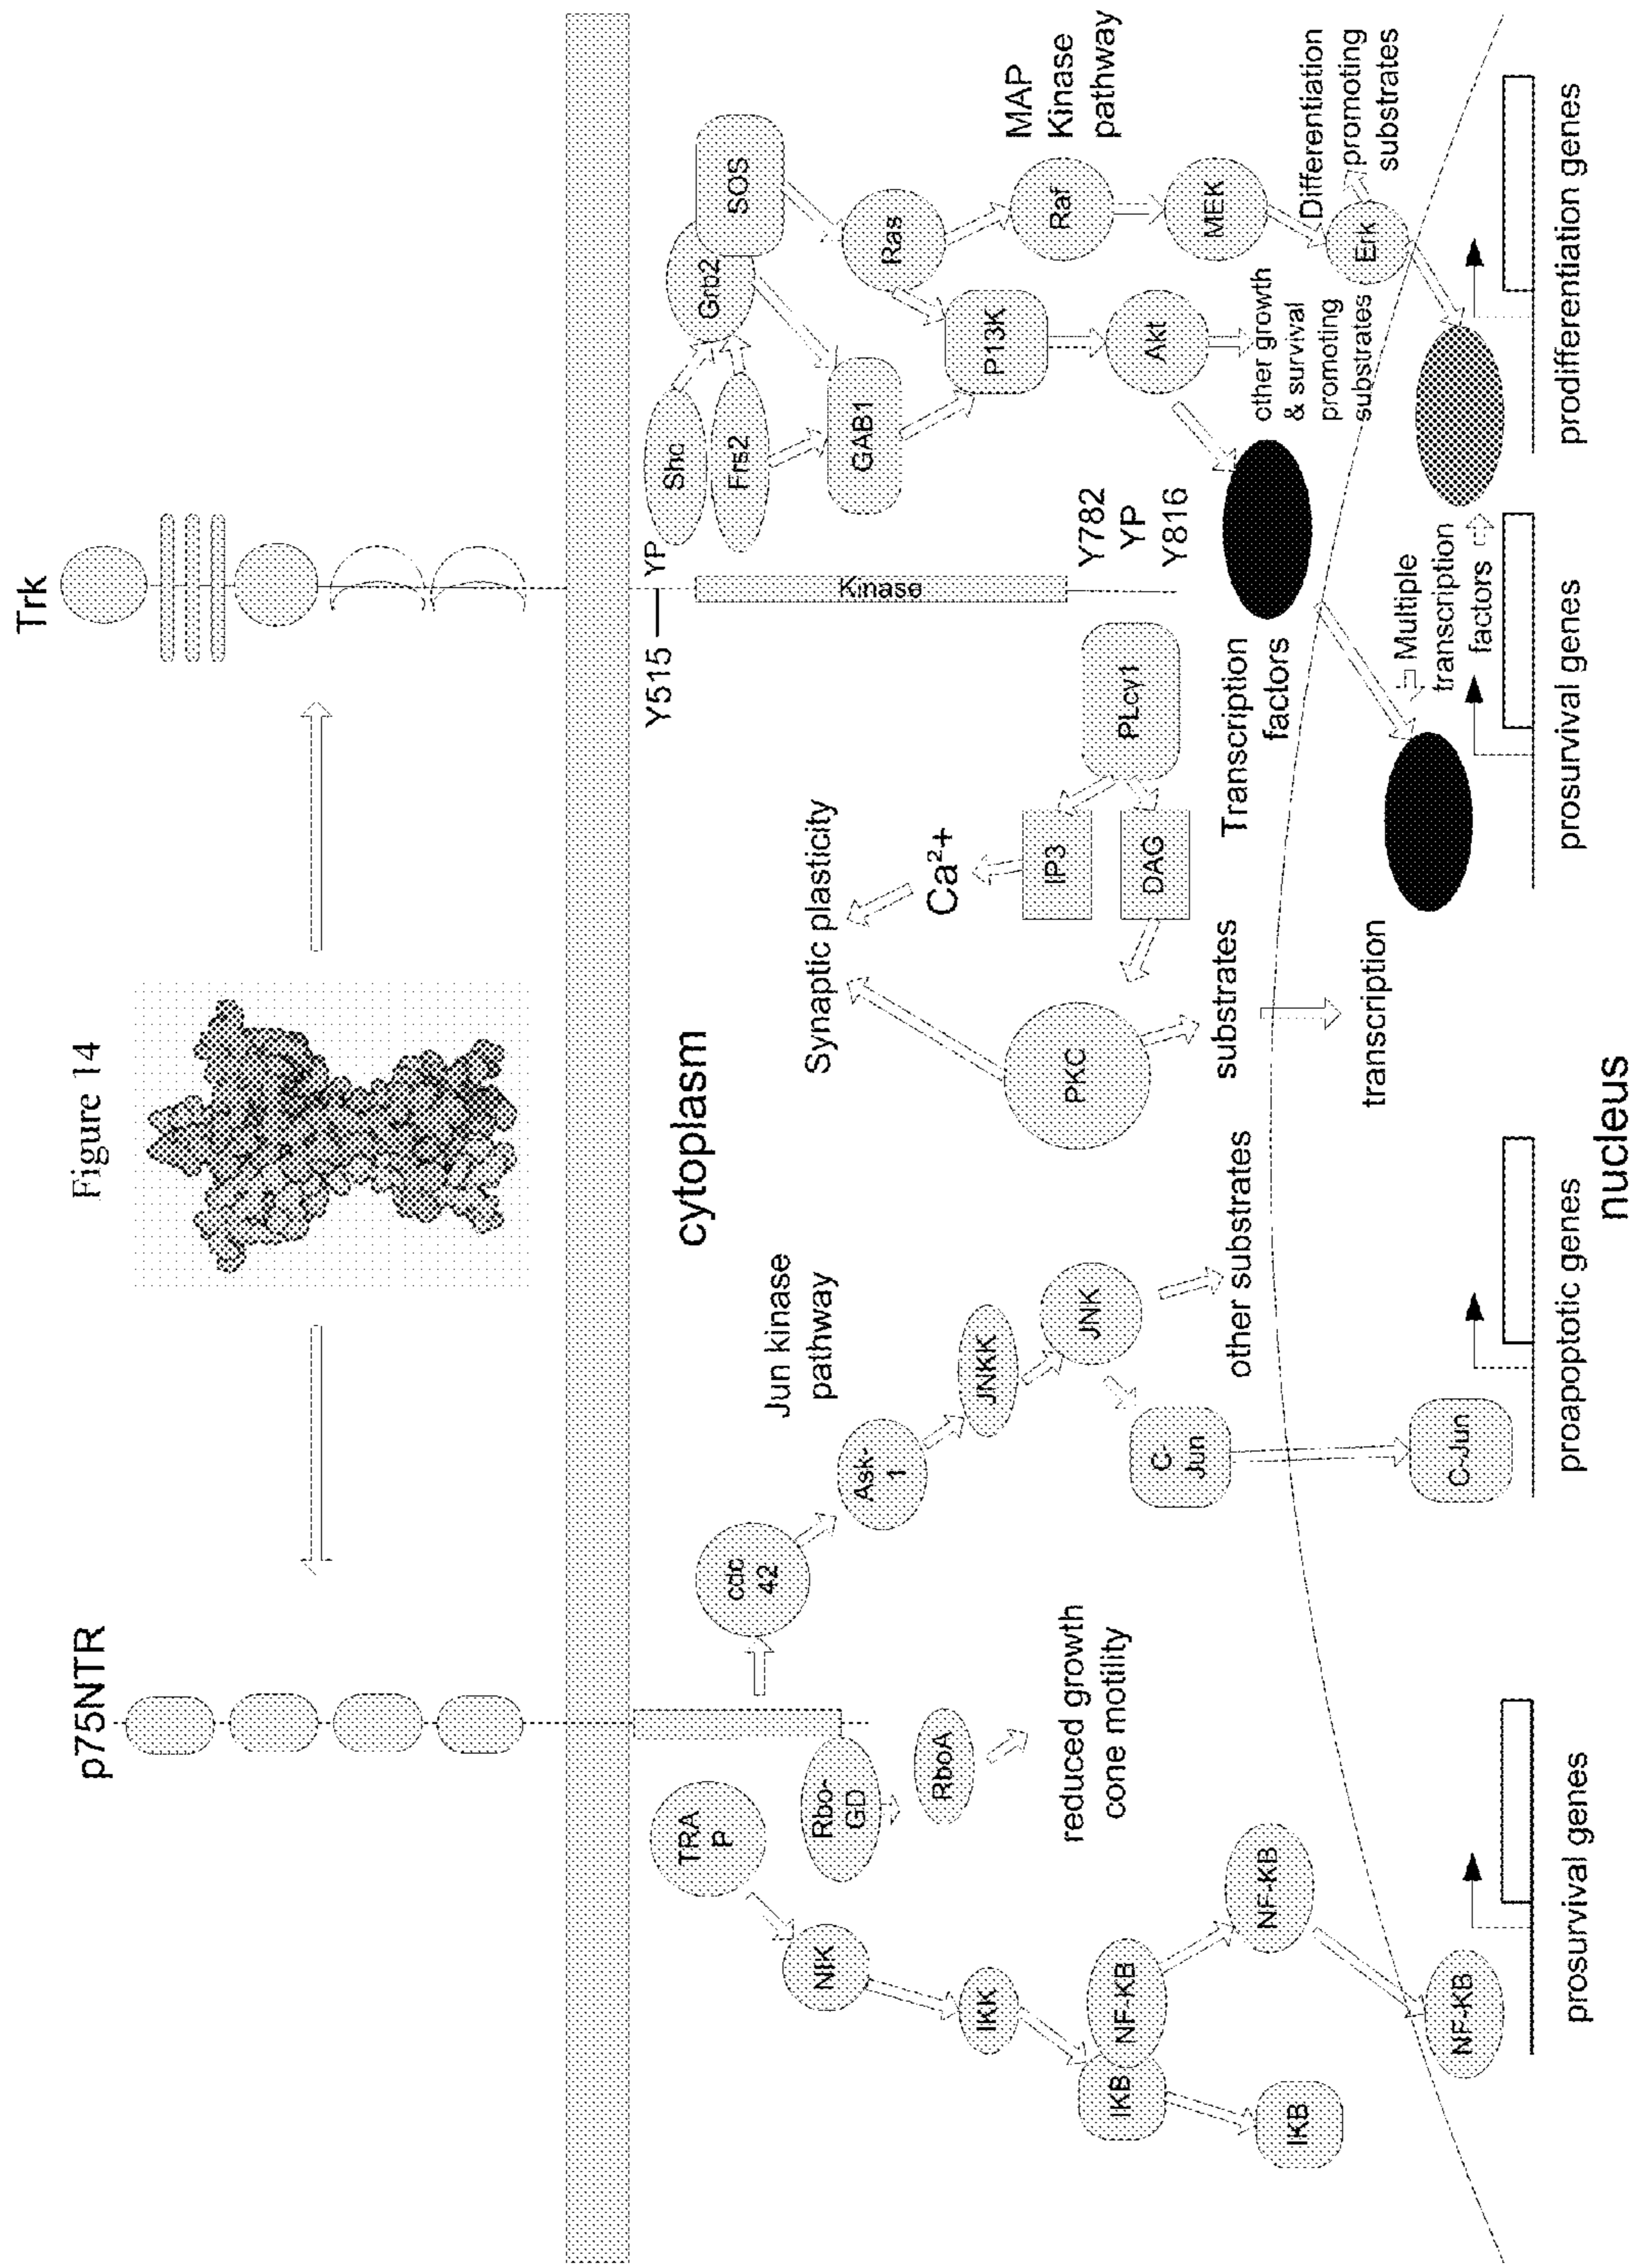 Figure 14
p75NTR
Trk
cytoplasm
TRA
P
NIK
IKK
IKB
NF-KB
IKB
NF-KB
NF-KB
prosurvival genes
Rbo-
GD
RboA
reduced growth
cone motility
cdc
42
Ask-
1
Jun kinase
pathway
JNKK
JNK
other substrates
C-
Jun
C-Jun
proapoptotic genes
nucleus
Synaptic plasticity
Ca²+
PKC
substrates
transcription
IP3
DAG
PLcy1
Y515
YP
Kinase
Y782
YP
Y816
Transcription
factors
Multiple
transcription
factors
prosurvival genes
Shc
Frs2
Grb2
SOS
GAB1
Ras
P13K
Akt
other growth
& survival
promoting
substrates
Raf
MAP
Kinase
pathway
MEK
Erk
Differentiation
promoting
substrates
prodifferentiation genes